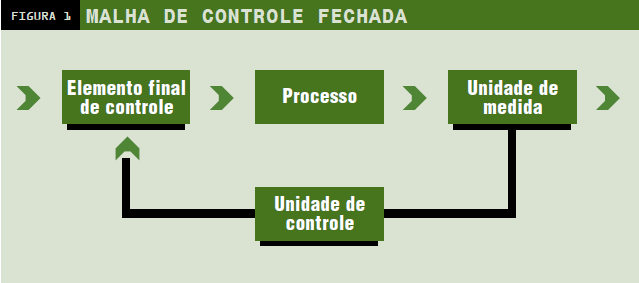 FIGURA 1
MALHA DE CONTROLE FECHADA
Elemento final
de controle
Processo
Unidade de
medida
Unidade de
controle